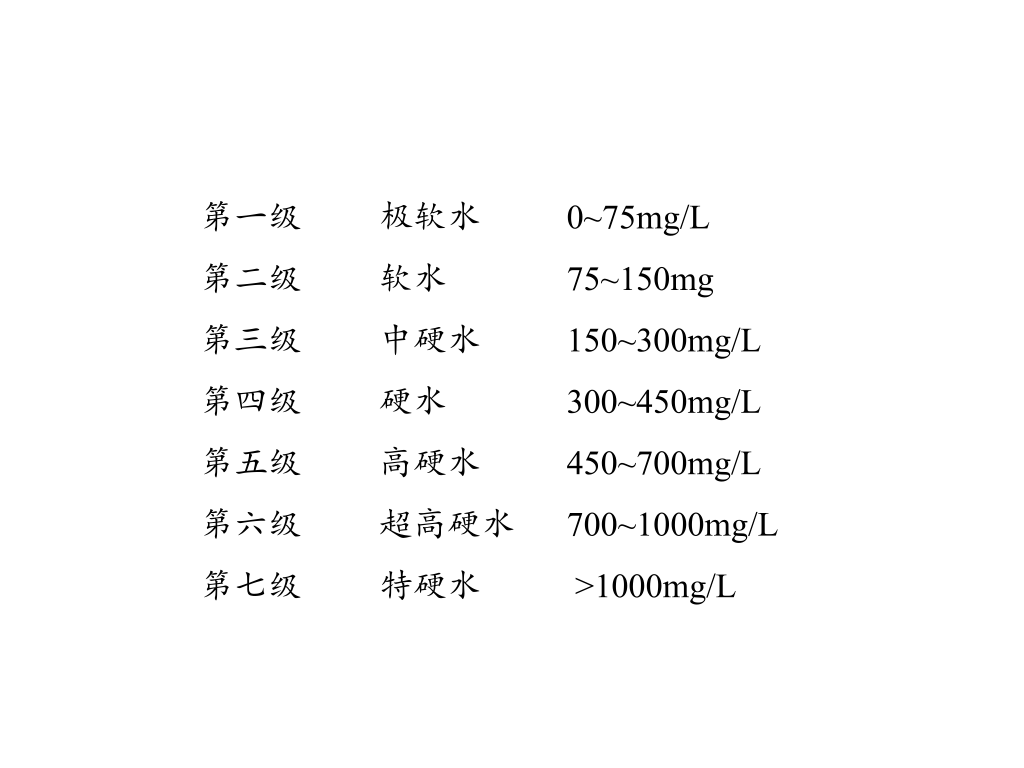 第一级 极软水 0~75mg/L
第二级 软水 75~150mg
第三级 中硬水 150~300mg/L
第四级 硬水 300~450mg/L
第五级 高硬水 450~700mg/L
第六级 超高硬水 700~1000mg/L
第七级 特硬水 >1000mg/L